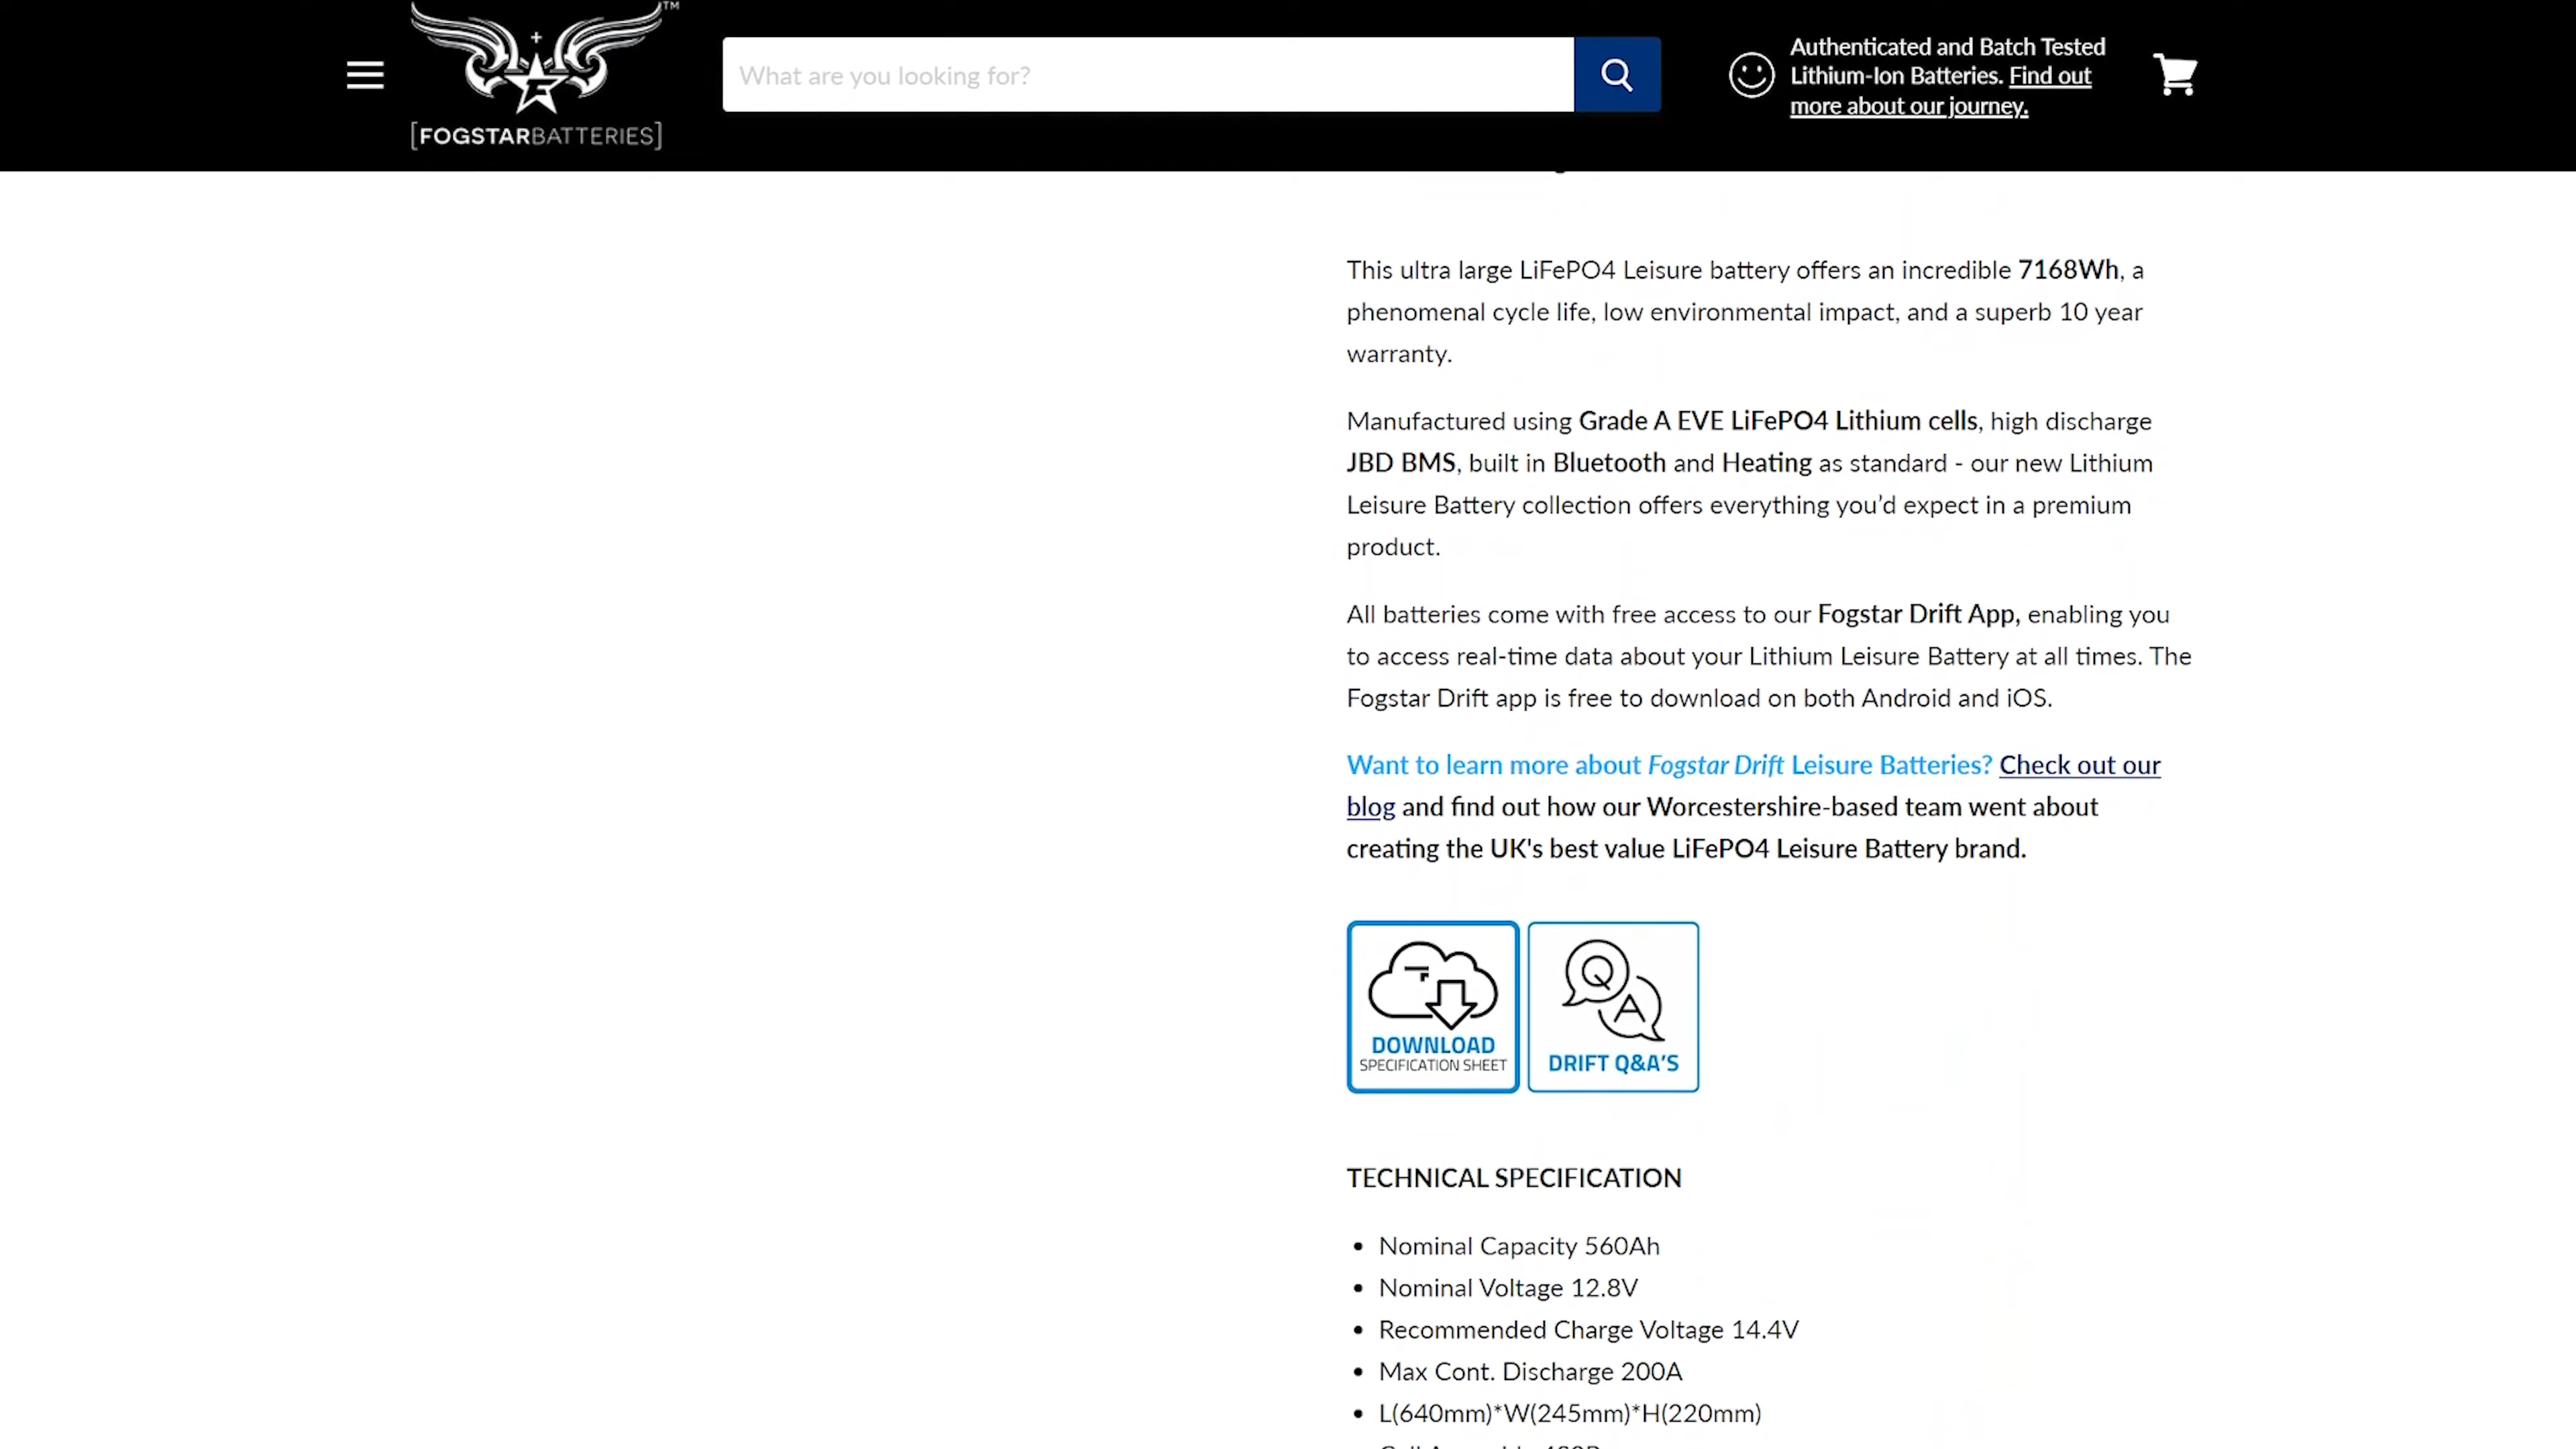 TM
[FOGSTARBATTERIES]
What are you looking for?
Authenticated and Batch Tested
Lithium-Ion Batteries. Find out
more about our journey.
This ultra large LiFePO4 Leisure battery offers an incredible 7168Wh, a
phenomenal cycle life, low environmental impact, and a superb 10 year
warranty.
Manufactured using Grade A EVE LiFePO4 Lithium cells, high discharge
JBD BMS, built in Bluetooth and Heating as standard - our new Lithium
Leisure Battery collection offers everything you'd expect in a premium
product.
All batteries come with free access to our Fogstar Drift App, enabling you
to access real-time data about your Lithium Leisure Battery at all times. The
Fogstar Drift app is free to download on both Android and iOS.
Want to learn more about Fogstar Drift Leisure Batteries? Check out our
blog and find out how our Worcestershire-based team went about
creating the UK's best value LiFePO4 Leisure Battery brand.
DOWNLOAD
SPECIFICATION SHEET
Q
A
DRIFT Q&A'S
TECHNICAL SPECIFICATION
• Nominal Capacity 560Ah
• Nominal Voltage 12.8V
• Recommended Charge Voltage 14.4V
• Max Cont. Discharge 200A
• L(640mm)*W(245mm)*H(220mm)